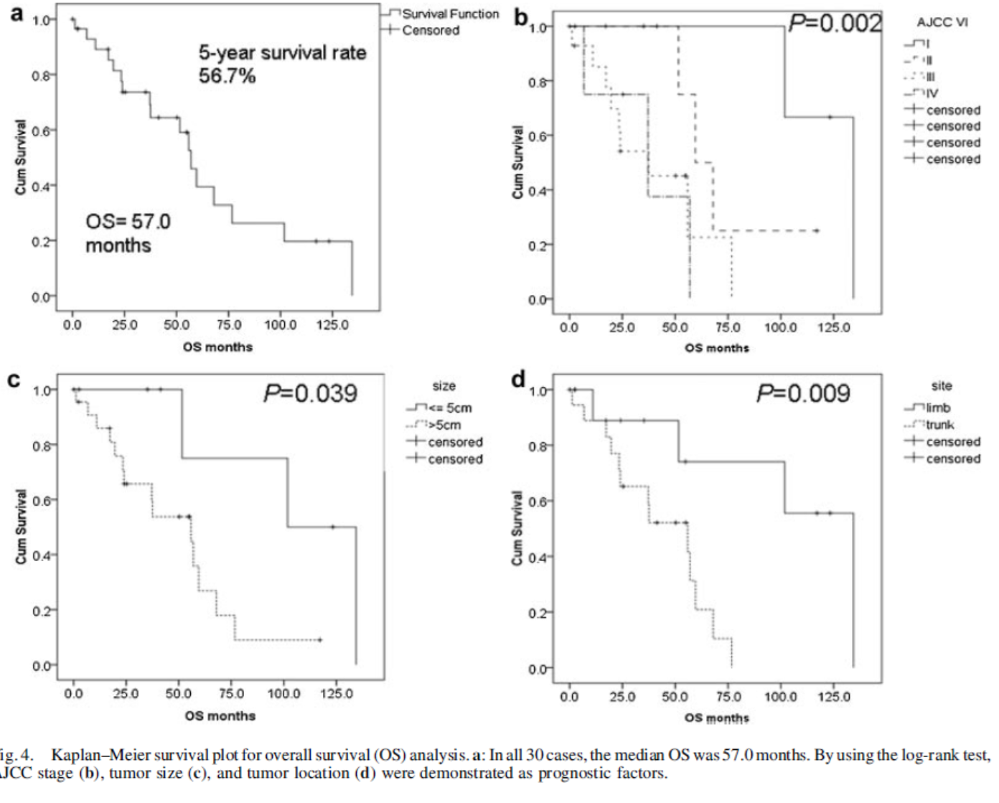 a
Survival Function
Censored
5-year survival rate
56.7%
OS= 57.0
months
Cum Survival
1.0
0.8
0.6
0.4
0.2
0.0
0.0 25.0 50.0 75.0 100.0 125.0
OS months
b
P=0.002
AJCC VI
I
II
III
IV
censored
censored
censored
censored
Cum Survival
1.0
0.8
0.6
0.4
0.2
0.0
0.0 25.0 50.0 75.0 100.0 125.0
OS months
c
P=0.039
size
<= 5cm
>5cm
censored
censored
Cum Survival
1.0
0.8
0.6
0.4
0.2
0.0
0.0 25.0 50.0 75.0 100.0 125.0
OS months
d
P=0.009
site
limb
trunk
censored
censored
Cum Survival
1.0
0.8
0.6
0.4
0.2
0.0
0.0 25.0 50.0 75.0 100.0 125.0
OS months
ig. 4. Kaplan–Meier survival plot for overall survival (OS) analysis. a: In all 30 cases, the median OS was 57.0 months. By using the log-rank test,
JCC stage (b), tumor size (c), and tumor location (d) were demonstrated as prognostic factors.